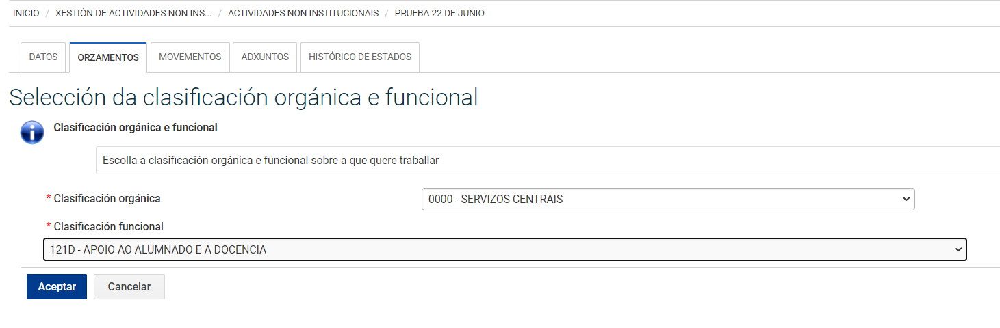 INICIO / XESTIÓN DE ACTIVIDADES NON INS... / ACTIVIDADES NON INSTITUCIONAIS / PRUEBA 22 DE JUNIO
DATOS ORZAMENTOS MOVEMENTOS ADXUNTOS HISTÓRICO DE ESTADOS
Selección da clasificación orgánica e funcional
Clasificación orgánica e funcional
Escolla a clasificación orgánica e funcional sobre a que quere traballar
* Clasificación orgánica 0000 - SERVIZOS CENTRAIS
* Clasificación funcional
121D - APOIO AO ALUMNADO E A DOCENCIA
Aceptar Cancelar